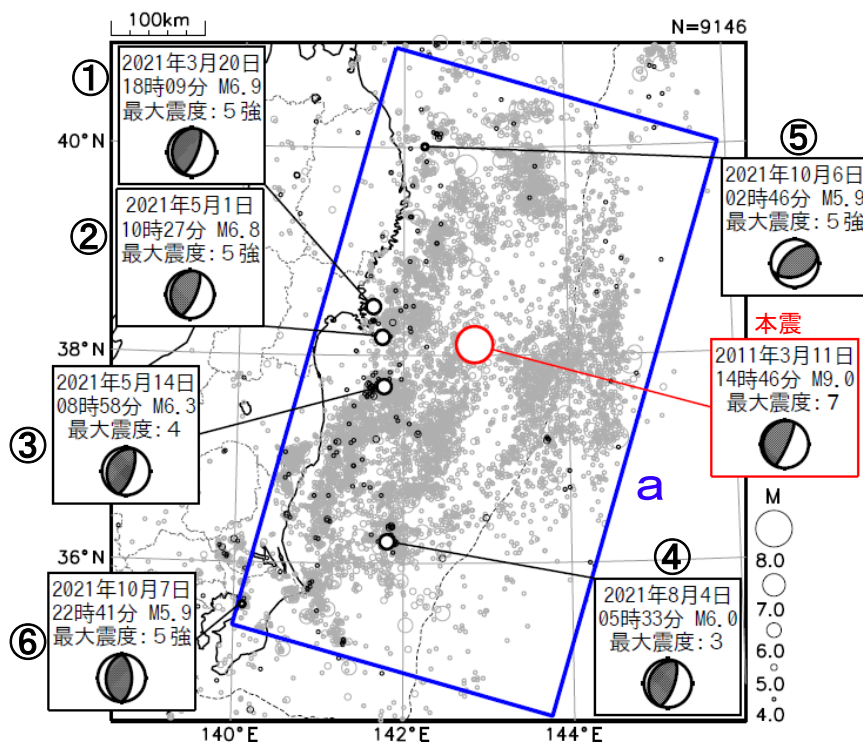 100km
N=9146
①
2021年3月20日
18時09分 M6.9
最大震度:５強
②
2021年5月1日
10時27分 M6.8
最大震度:５強
③
2021年5月14日
08時58分 M6.3
最大震度:４
④
2021年8月4日
05時33分 M6.0
最大震度:３
⑤
2021年10月6日
02時46分 M5.9
最大震度:５強
⑥
2021年10月7日
22時41分 M5.9
最大震度:５強
本震
2011年3月11日
14時46分 M9.0
最大震度:７
a
40°N
38°N
36°N
140°E
142°E
144°E
M
8.0
7.0
6.0
5.0
4.0